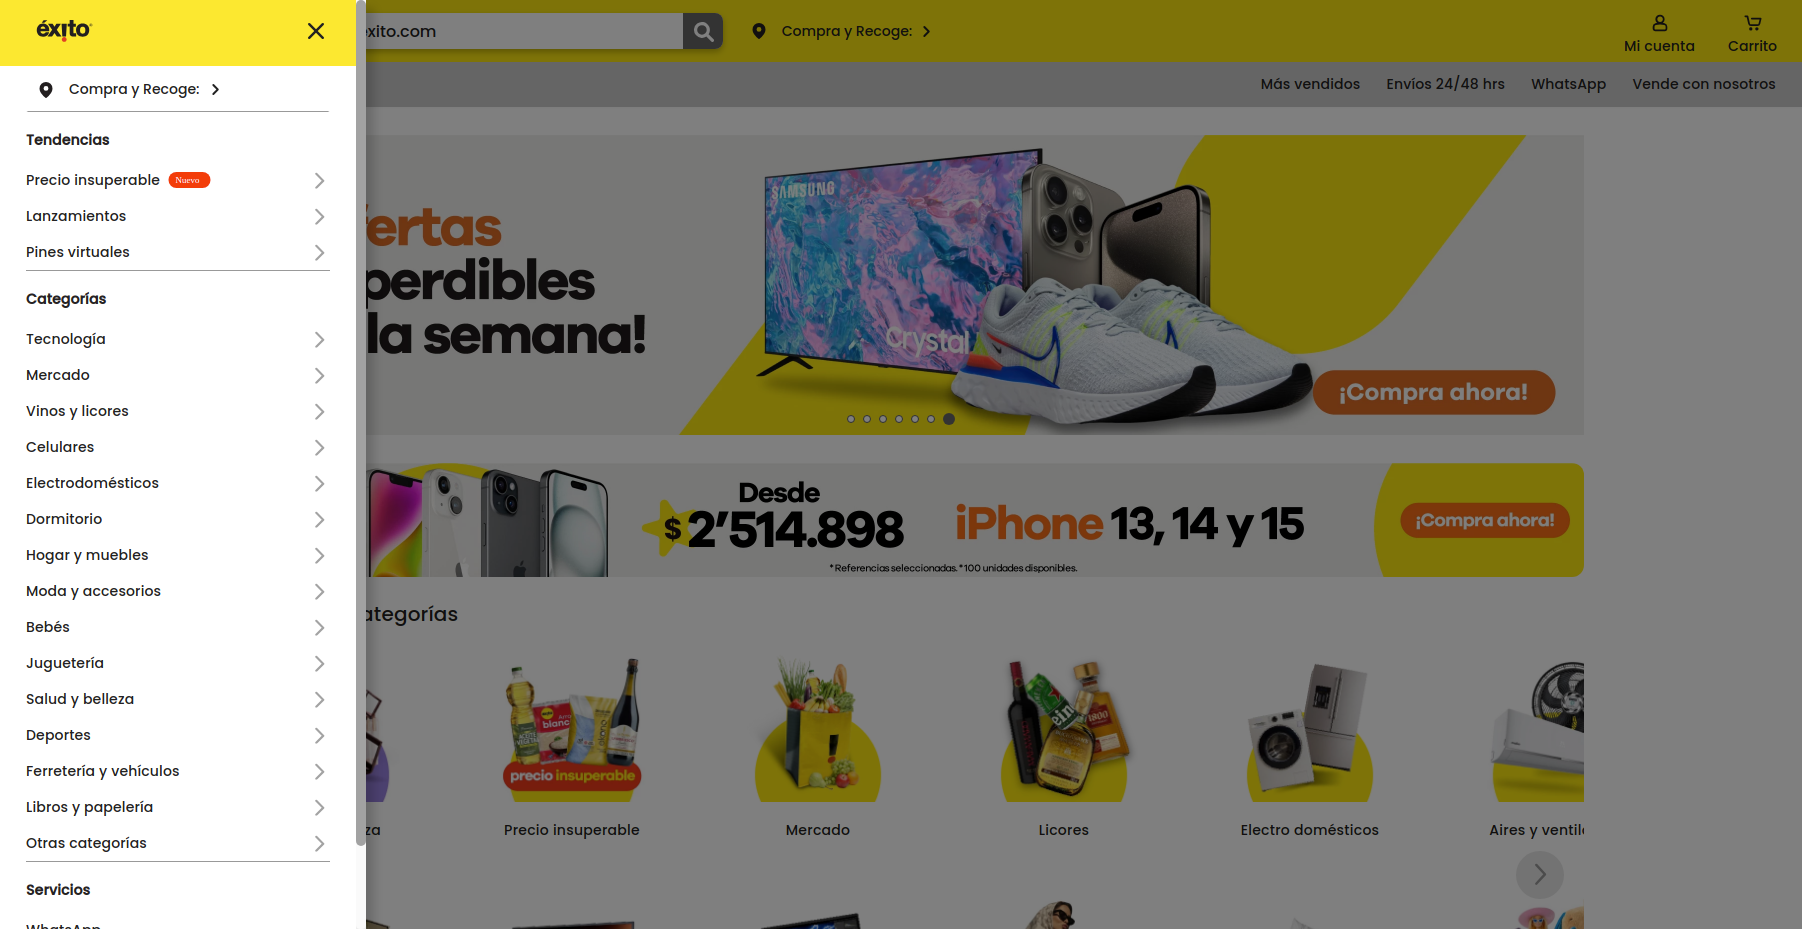 éxito
Compra y Recoge:
Tendencias
Precio insuperable Nuevo
Lanzamientos
Pines virtuales
Categorías
Tecnología
Mercado
Vinos y licores
Celulares
Electrodomésticos
Dormitorio
Hogar y muebles
Moda y accesorios
Bebés
Juguetería
Salud y belleza
Deportes
Ferretería y vehículos
Libros y papelería
Otras categorías
Servicios
WhatsApp
exito.com
Compra y Recoge:
Mi cuenta
Carrito
Más vendidos Envíos 24/48 hrs WhatsApp Vende con nosotros
fertas
perdibles
la semana!
SAMSUNG
Crystal
¡Compra ahora!
Desde
$ 2'514.898
iPhone 13, 14 y 15
*Referencias seleccionadas. *100 unidades disponibles.
¡Compra ahora!
ategorías
precio insuperable
za
Precio insuperable
Mercado
Licores
Electro domésticos
Aires y ventil